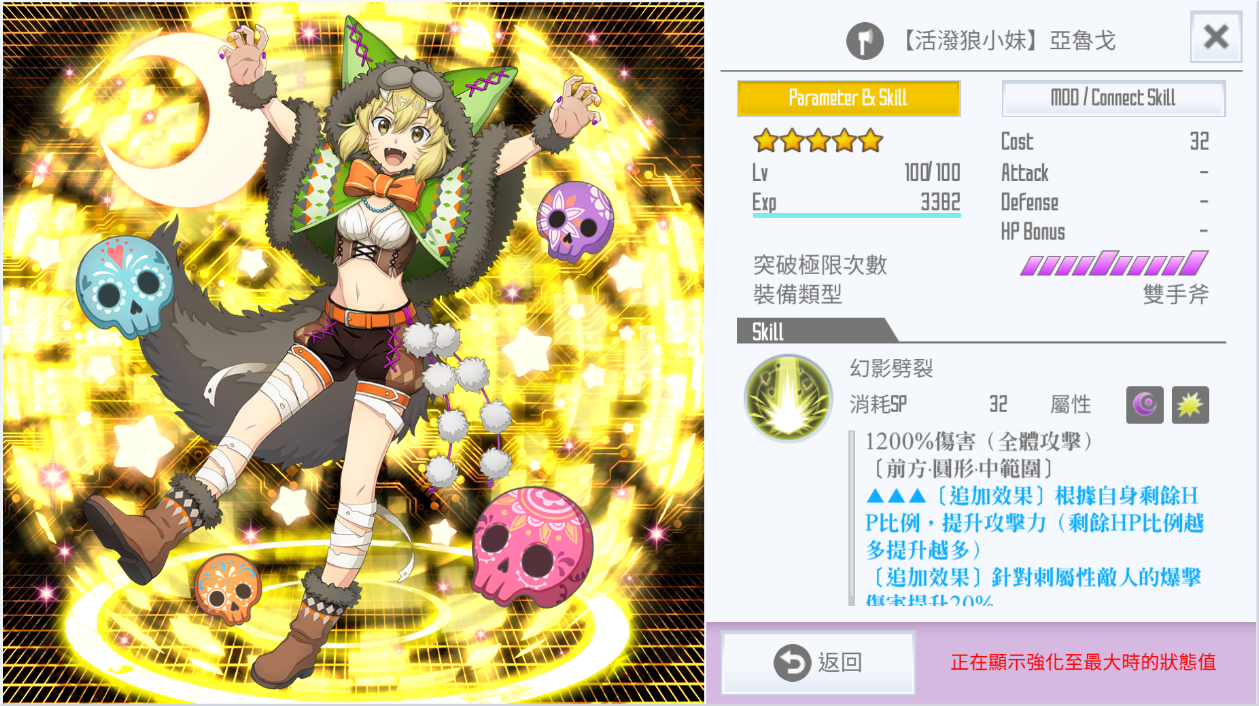 【活潑狼小妹】亞魯戈
Parameter & Skill
MOD / Connect Skill
Lv 100/100
Exp 3382
Cost 32
Attack -
Defense -
HP Bonus -
突破極限次數
裝備類型 雙手斧
Skill
幻影劈裂
消耗SP 32 屬性
1200%傷害（全體攻擊）
〔前方·圓形·中範圍〕
▲▲▲〔追加效果〕根據自身剩餘H
P比例，提升攻擊力（剩餘HP比例越
多提升越多）
〔追加效果〕針對刺屬性敵人的爆擊
傷害提升20%
返回
正在顯示強化至最大時的狀態值